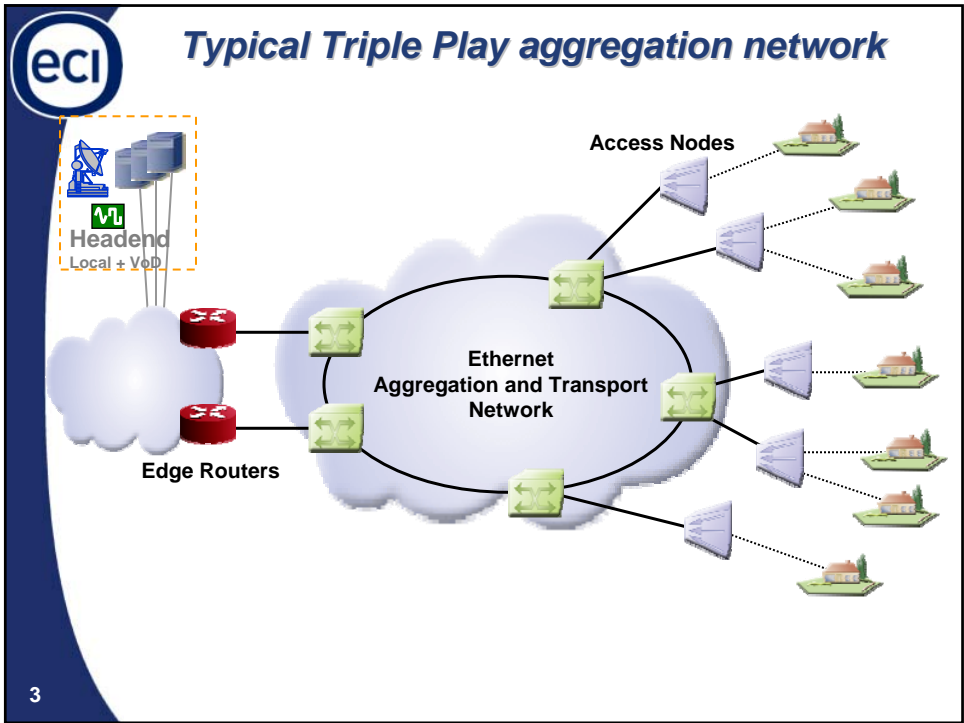 eci
Typical Triple Play aggregation network
Access Nodes
Headend
Local + VoD
Ethernet
Aggregation and Transport
Network
Edge Routers
3